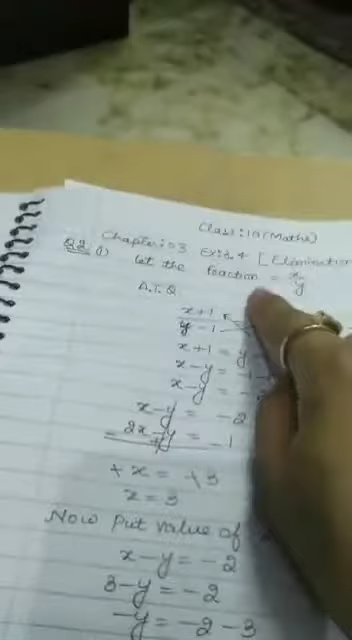 Class:10(Maths)
Chapter:3 Ex:3.4 [Elimination
Q2 (i) let the fraction = x/y
A.T.Q
x+1
y-1
x+1 = y
x-y = -1-
x-y = -
x-y = -2
2x-y = -1
+x = +3
x = 3
Now Put value of
x-y = -2
3-y = -2
-y = -2-3